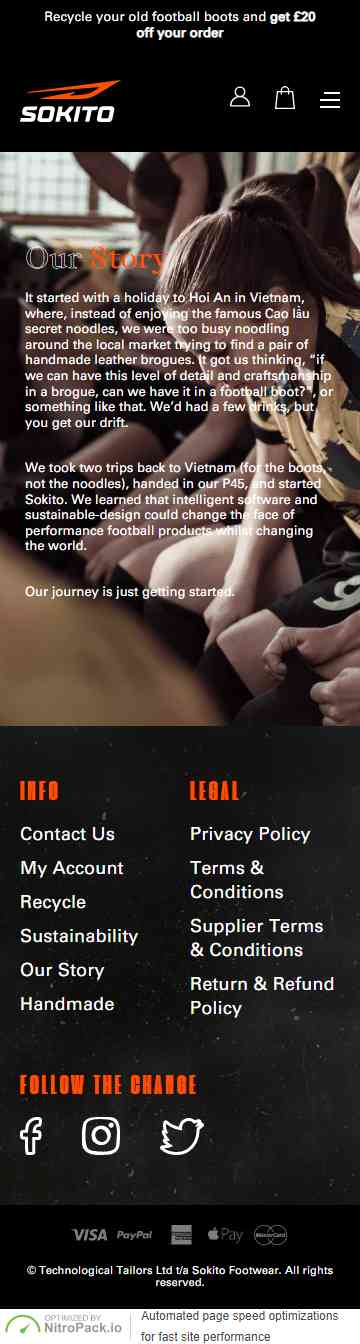 Recycle your old football boots and get £20
off your order
SOKITO
Our Story
It started with a holiday to Hoi An in Vietnam,
where, instead of enjoying the famous Cao lầu
secret noodles, we were too busy noodling
around the local market trying to find a pair of
handmade leather brogues. It got us thinking, “if
we can have this level of detail and craftsmanship
in a brogue, can we have it in a football boot?”, or
something like that. We’d had a few drinks, but
you get our drift.
We took two trips back to Vietnam (for the boots,
not the noodles), handed in our P45, and started
Sokito. We learned that intelligent software and
sustainable-design could change the face of
performance football products whilst changing
the world.
Our journey is just getting started.
INFO
Contact Us
My Account
Recycle
Sustainability
Our Story
Handmade
LEGAL
Privacy Policy
Terms &
Conditions
Supplier Terms
& Conditions
Return & Refund
Policy
FOLLOW THE CHANGE
VISA PayPal AMERICAN EXPRESS Apple Pay MasterCard
© Technological Tailors Ltd t/a Sokito Footwear. All rights
reserved.
OPTIMIZED BY
NitroPack.io
Automated page speed optimizations
for fast site performance